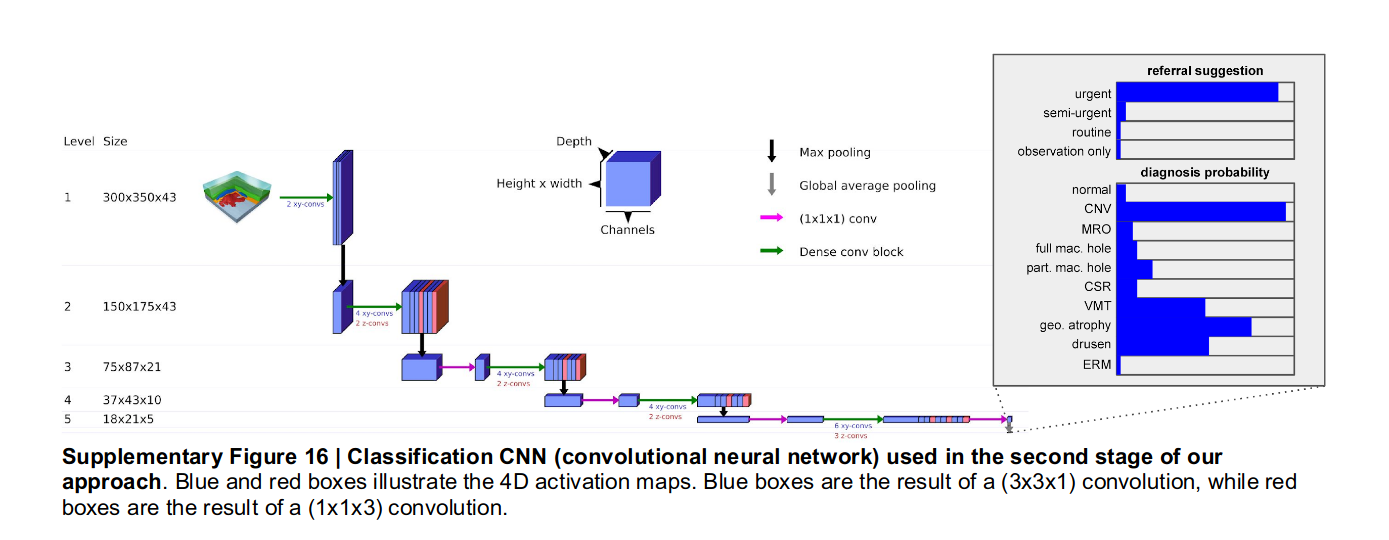 Level Size
1 300x350x43
2 xy-convs
2 150x175x43
4 xy-convs
2 z-convs
3 75x87x21
4 xy-convs
2 z-convs
4 37x43x10
4 xy-convs
2 z-convs
5 18x21x5
6 xy-convs
3 z-convs
Depth
Height x width
Channels
Max pooling
Global average pooling
(1x1x1) conv
Dense conv block
referral suggestion
urgent
semi-urgent
routine
observation only
diagnosis probability
normal
CNV
MRO
full mac. hole
part. mac. hole
CSR
VMT
geo. atrophy
drusen
ERM
Supplementary Figure 16 | Classification CNN (convolutional neural network) used in the second stage of our
approach. Blue and red boxes illustrate the 4D activation maps. Blue boxes are the result of a (3x3x1) convolution, while red
boxes are the result of a (1x1x3) convolution.